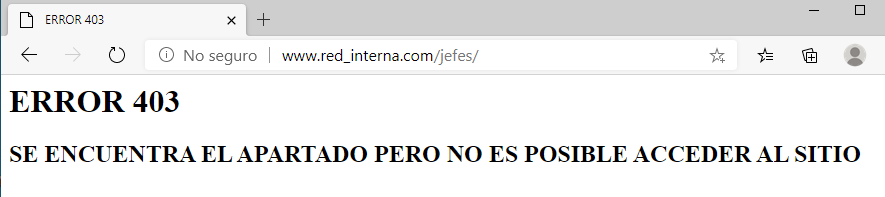 ERROR 403
No seguro
www.red_interna.com/jefes/
ERROR 403
SE ENCUENTRA EL APARTADO PERO NO ES POSIBLE ACCEDER AL SITIO